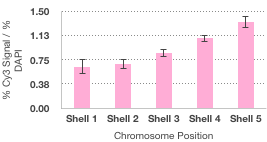 1.50
1.13
0.75
0.38
0.00
% Cy3 Signal / %
DAPI
Shell 1 Shell 2 Shell 3 Shell 4 Shell 5
Chromosome Position